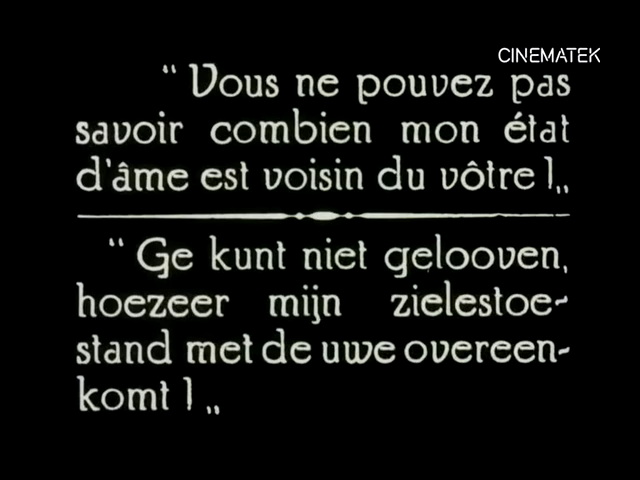 CINEMATEK
“ Vous ne pouvez pas
savoir combien mon état
d'âme est voisin du vôtre !„
“ Ge kunt niet gelooven,
hoezeer mijn zielestoe-
stand met de uwe overeen-
komt ! „